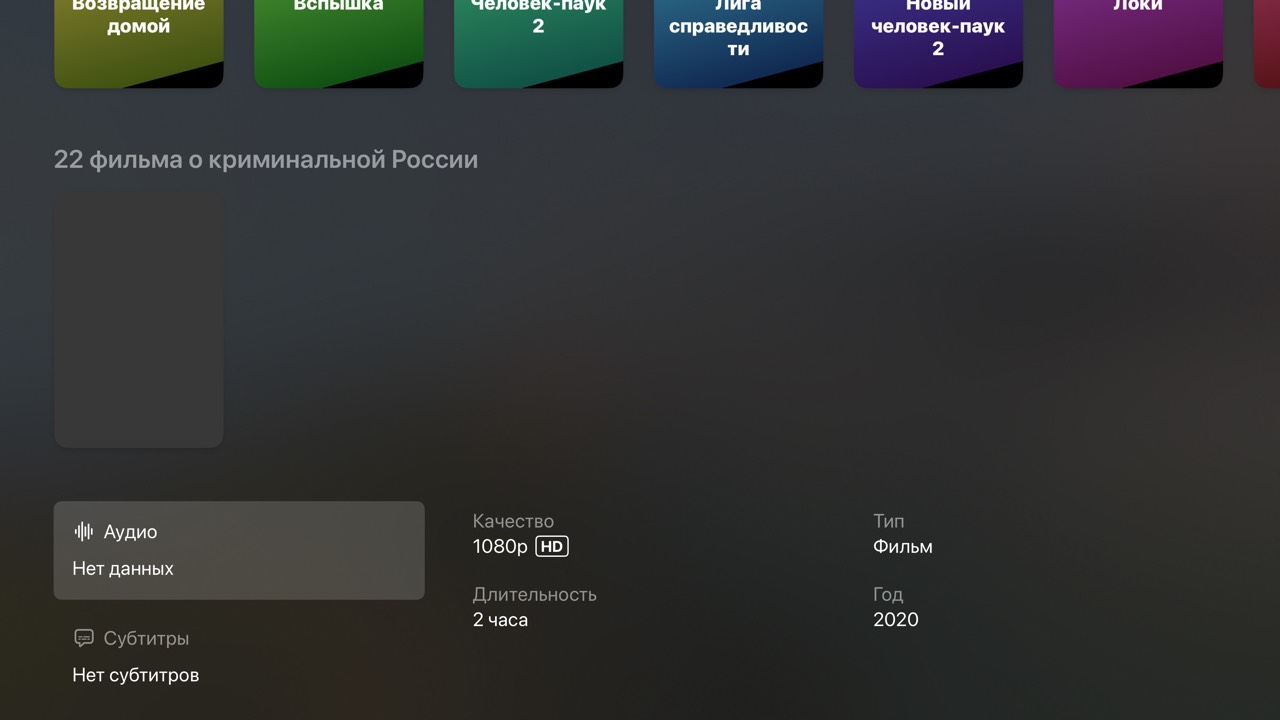 Возвращение
домой
Вспышка
Человек-паук
2
Лига
справедливос
ти
Новый
человек-паук
2
Локи
22 фильма о криминальной России
Аудио
Нет данных
Субтитры
Нет субтитров
Качество
1080p HD
Длительность
2 часа
Тип
Фильм
Год
2020